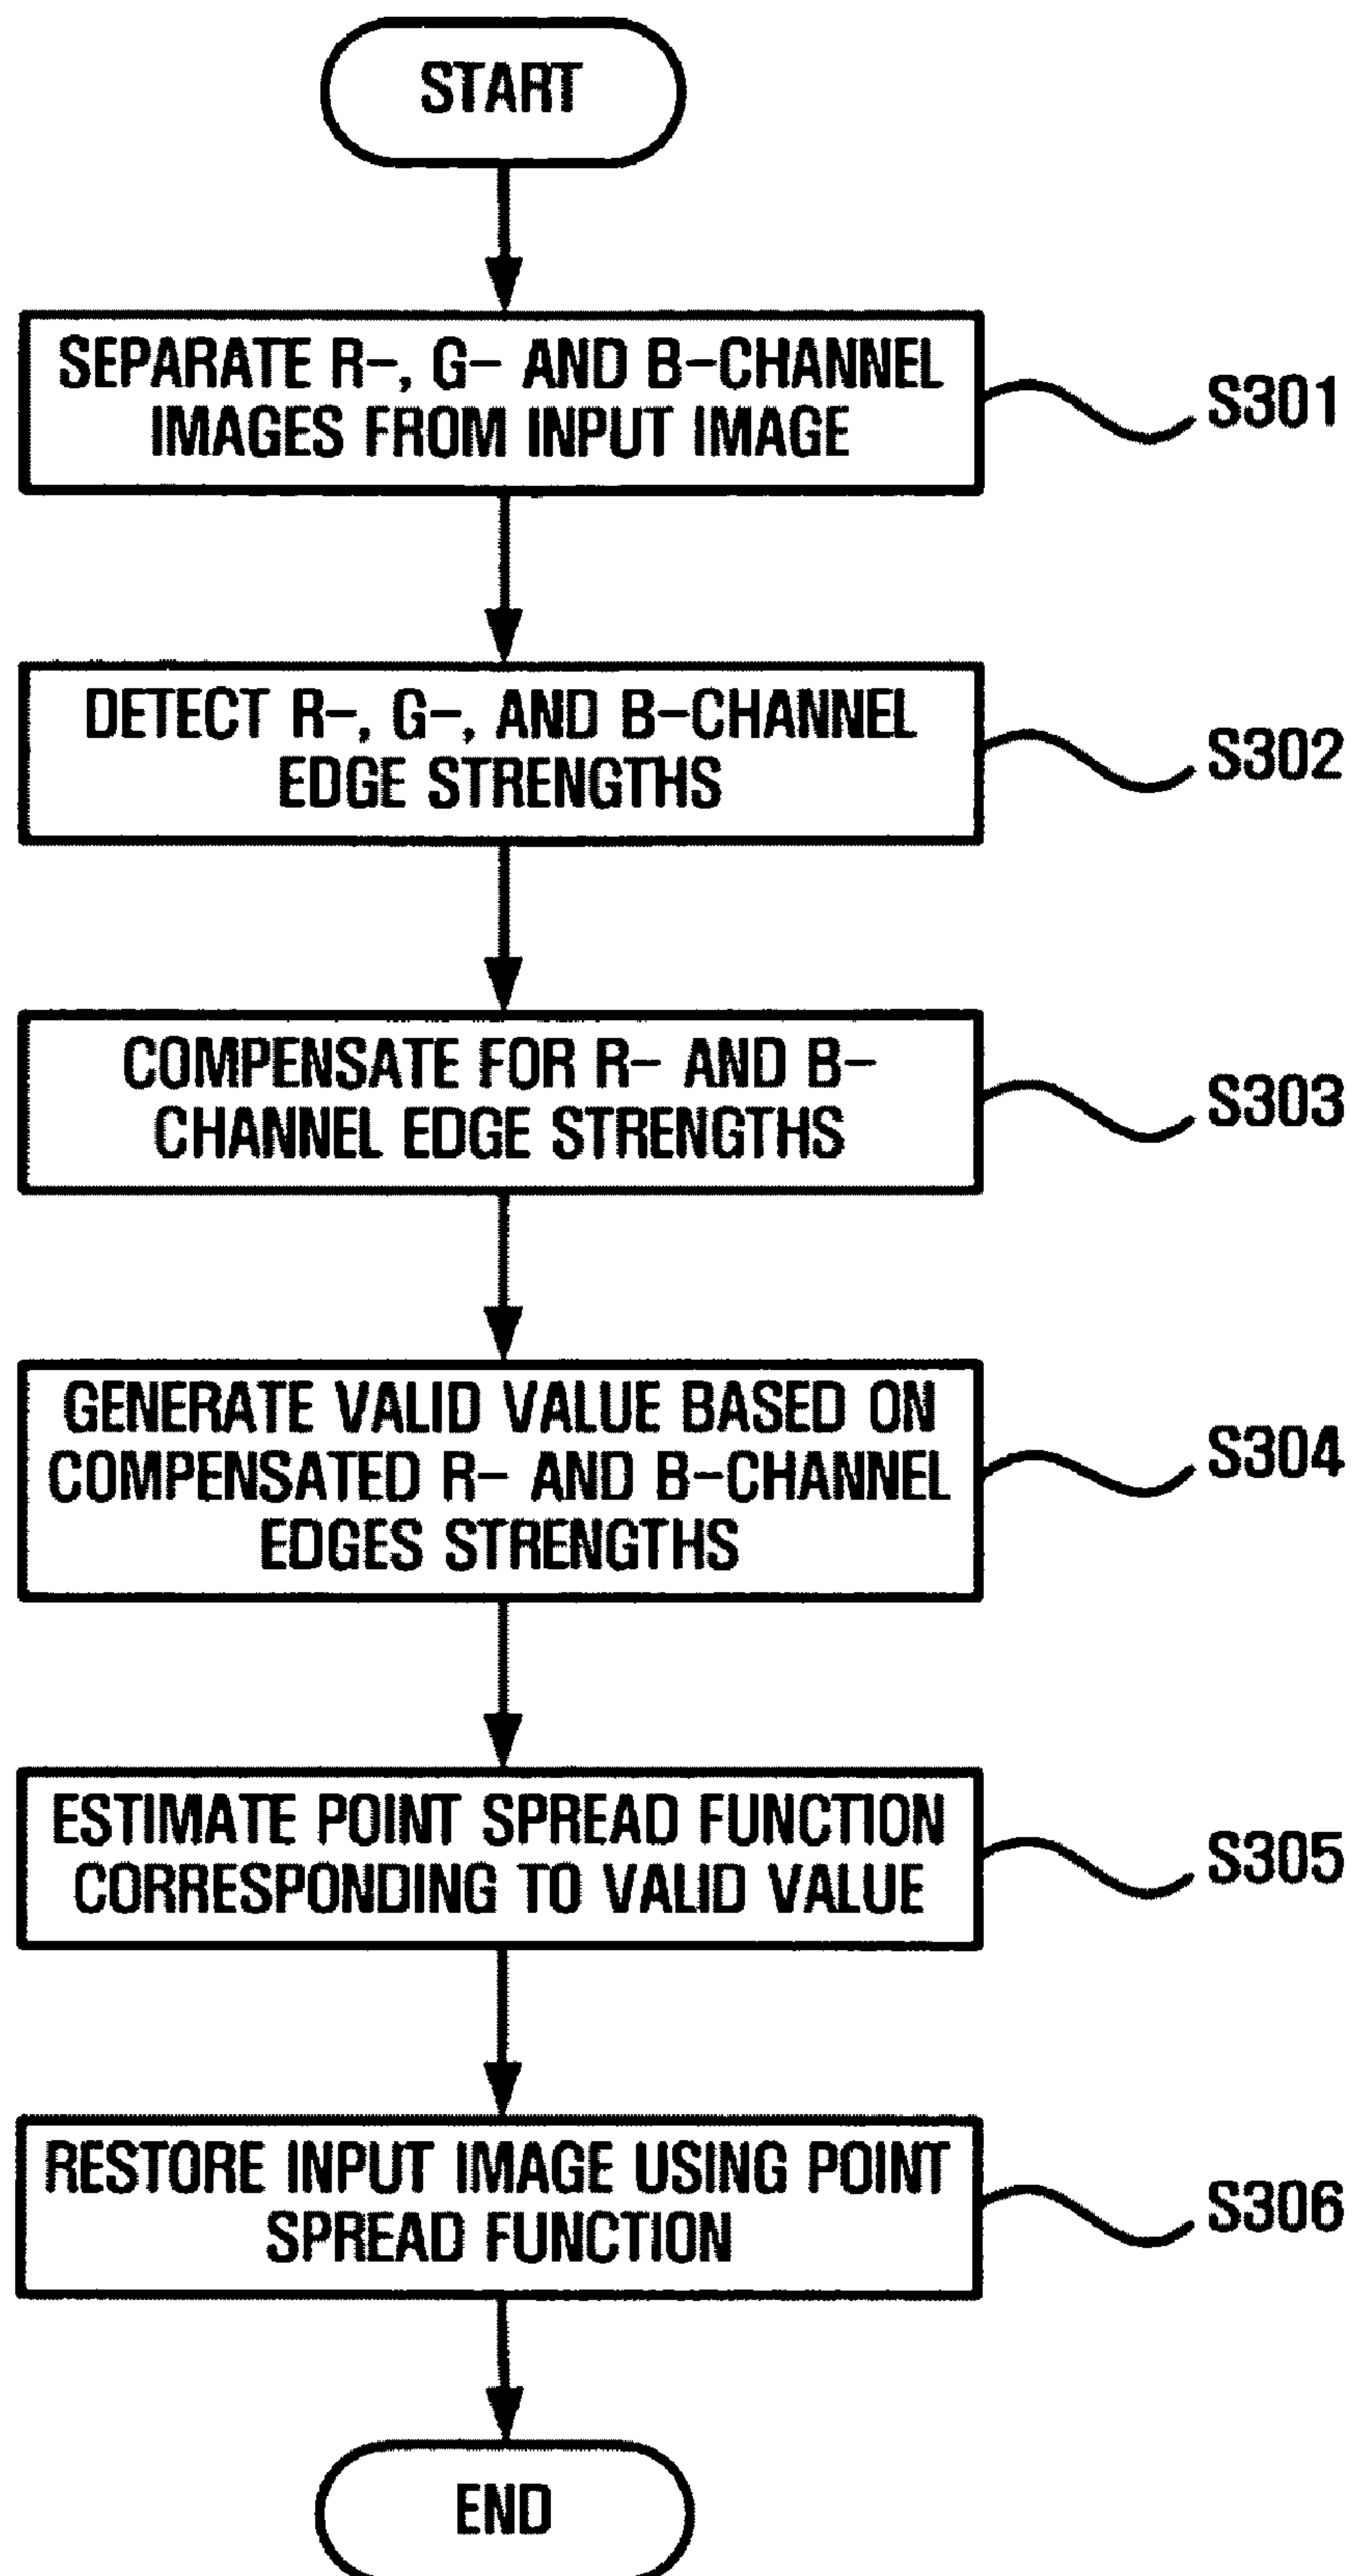 START
SEPARATE R-, G- AND B-CHANNEL
IMAGES FROM INPUT IMAGE
S301
DETECT R-, G-, AND B-CHANNEL
EDGE STRENGTHS
S302
COMPENSATE FOR R- AND B-
CHANNEL EDGE STRENGTHS
S303
GENERATE VALID VALUE BASED ON
COMPENSATED R- AND B-CHANNEL
EDGES STRENGTHS
S304
ESTIMATE POINT SPREAD FUNCTION
CORRESPONDING TO VALID VALUE
S305
RESTORE INPUT IMAGE USING POINT
SPREAD FUNCTION
S306
END